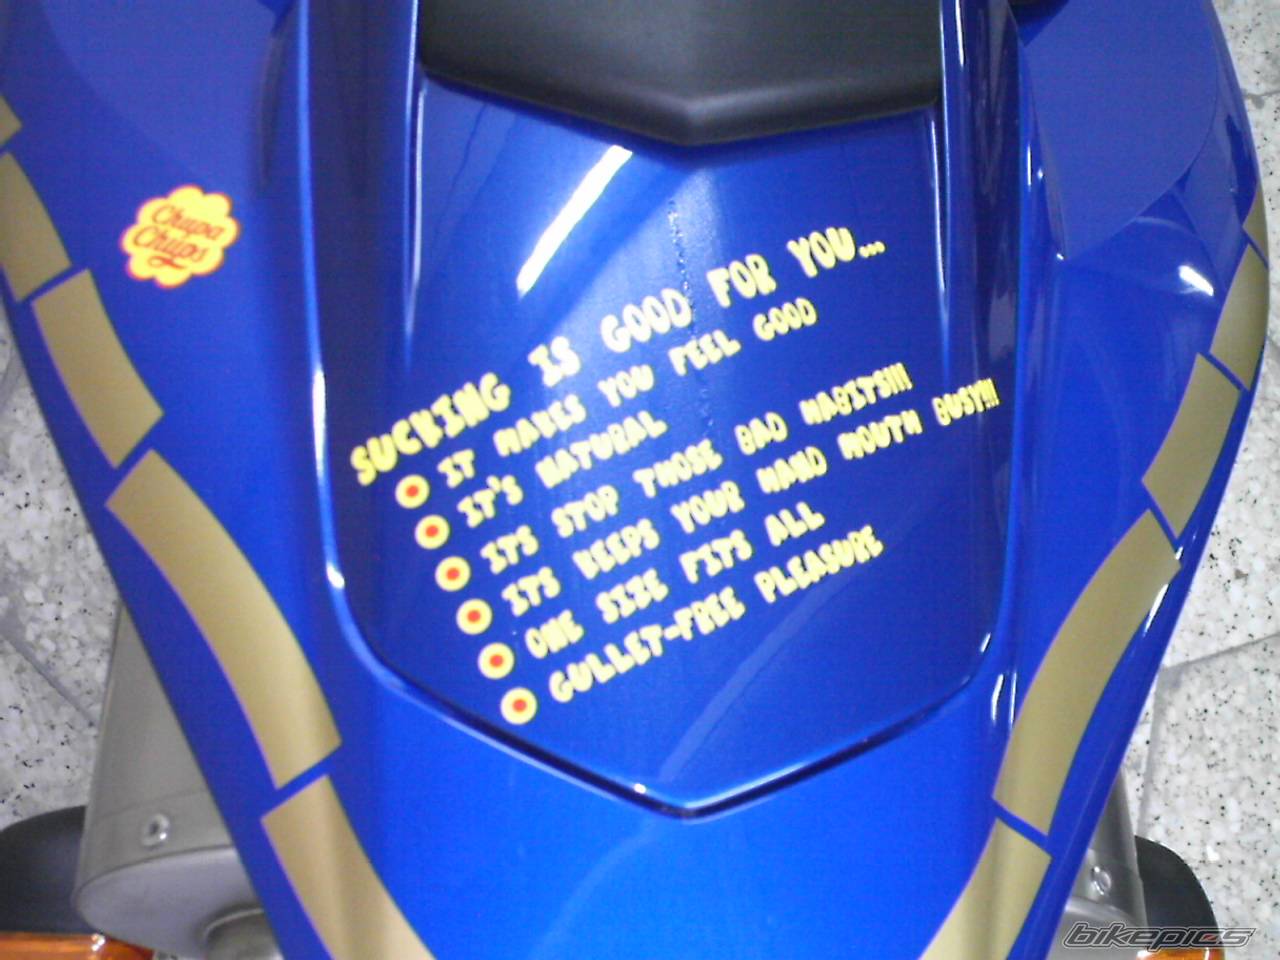 Chupa
Chups
SUCKING IS GOOD FOR YOU...
IT MAKES YOU FEEL GOOD
IT'S NATURAL
ITS STOP THOSE BAD HABITS!!!
ITS KEEPS YOUR HAND MOUTH BUSY!!!
ONE SIZE FITS ALL
GULLET-FREE PLEASURE
bikepics